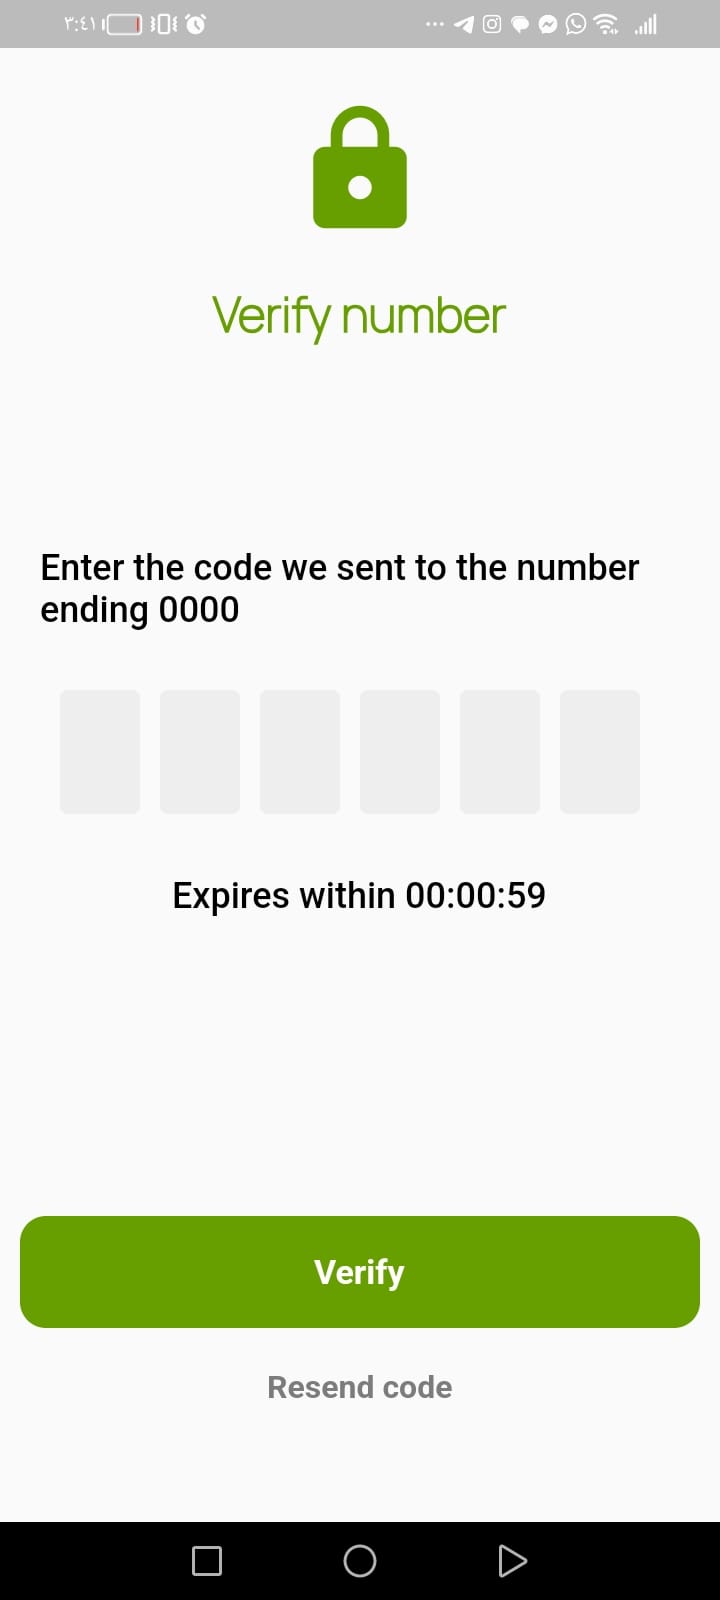 ٣:٤١
Verify number
Enter the code we sent to the number
ending 0000
Expires within 00:00:59
Verify
Resend code